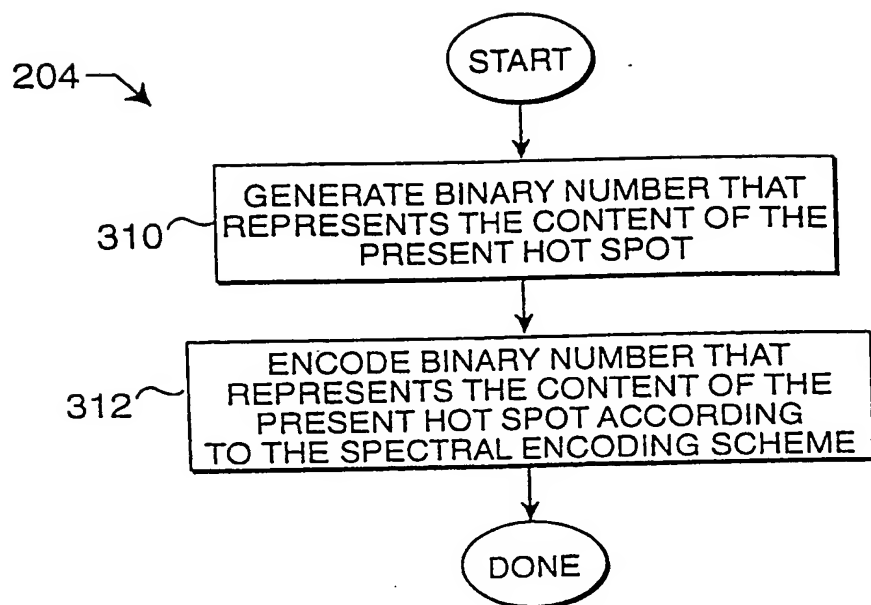 START
204
GENERATE BINARY NUMBER THAT
REPRESENTS THE CONTENT OF THE
PRESENT HOT SPOT
310
ENCODE BINARY NUMBER THAT
REPRESENTS THE CONTENT OF THE
PRESENT HOT SPOT ACCORDING
TO THE SPECTRAL ENCODING SCHEME
312
DONE